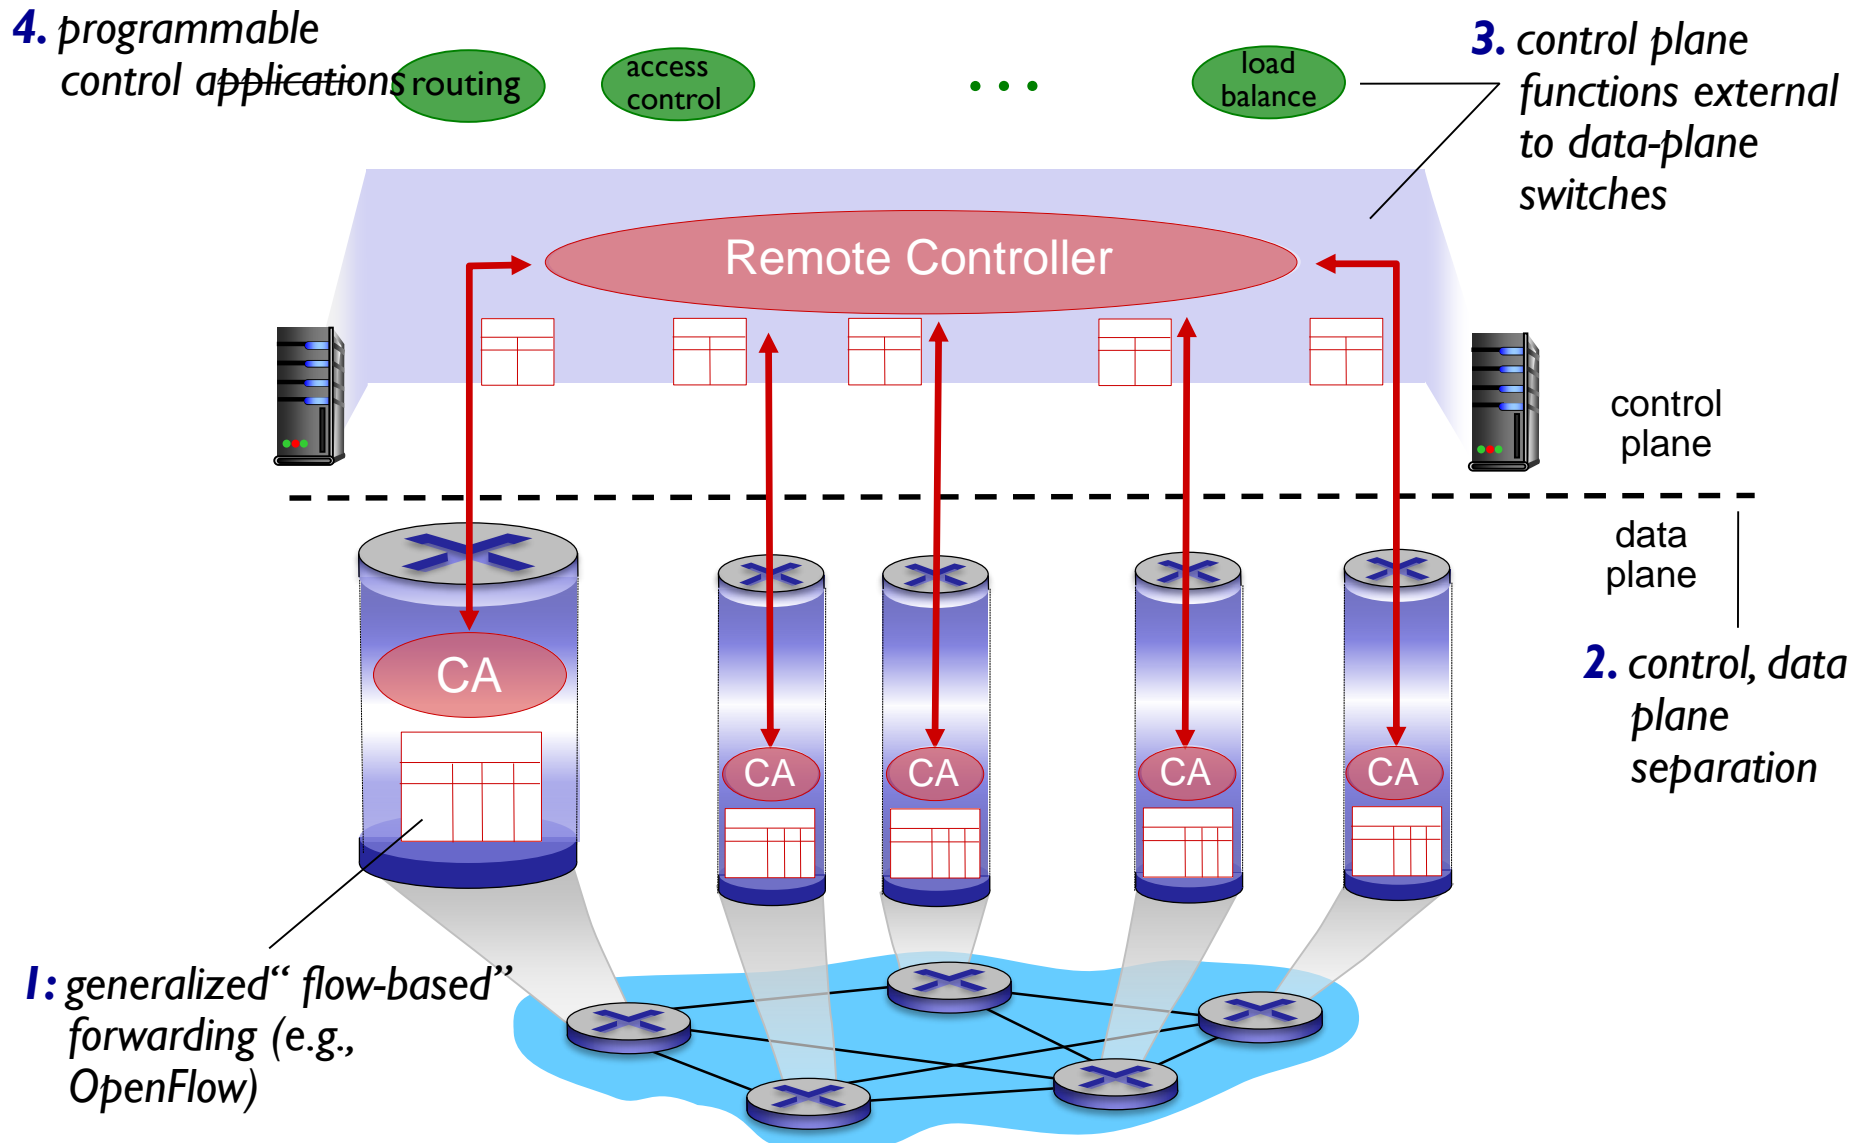 4. programmable
control applications
routing
access
control
. . .
load
balance
3. control plane
functions external
to data-plane
switches
Remote Controller
control
plane
data
plane
CA
CA
CA
CA
CA
2. control, data
plane
separation
1: generalized“ flow-based”
forwarding (e.g.,
OpenFlow)